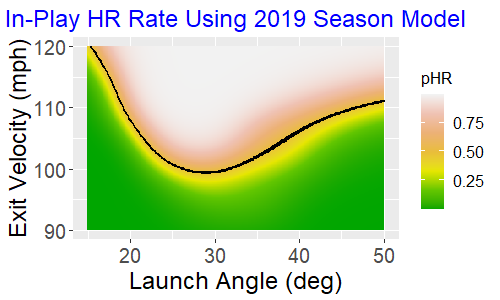 In-Play HR Rate Using 2019 Season Model
Exit Velocity (mph)
120
110
100
90
20
30
40
50
Launch Angle (deg)
pHR
0.75
0.50
0.25